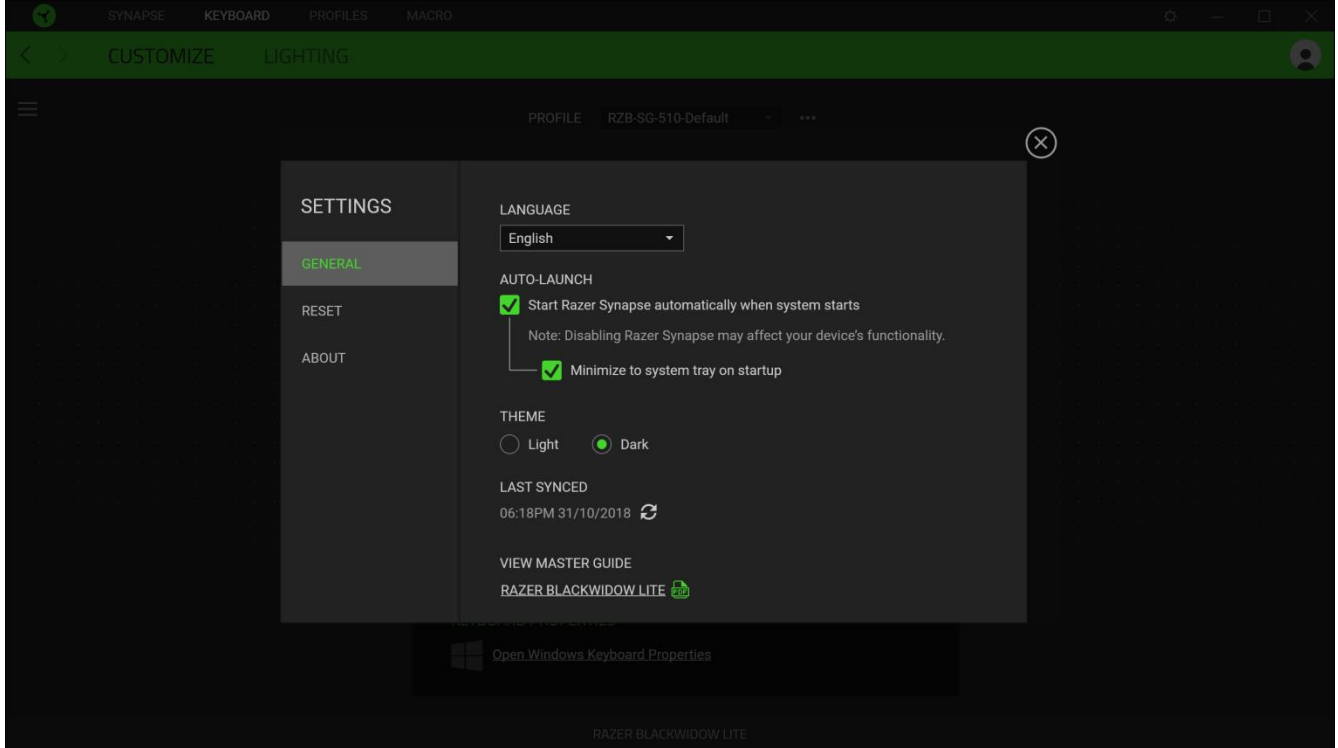 SYNAPSE KEYBOARD PROFILES MACRO
CUSTOMIZE LIGHTING
PROFILE RZB-SG-510-Default
SETTINGS
GENERAL
RESET
ABOUT
LANGUAGE
English
AUTO-LAUNCH
Start Razer Synapse automatically when system starts
Note: Disabling Razer Synapse may affect your device's functionality.
Minimize to system tray on startup
THEME
Light Dark
LAST SYNCED
06:18PM 31/10/2018
VIEW MASTER GUIDE
RAZER BLACKWIDOW LITE
PDF
KEYBOARD PROPERTIES
Open Windows Keyboard Properties
RAZER BLACKWIDOW LITE